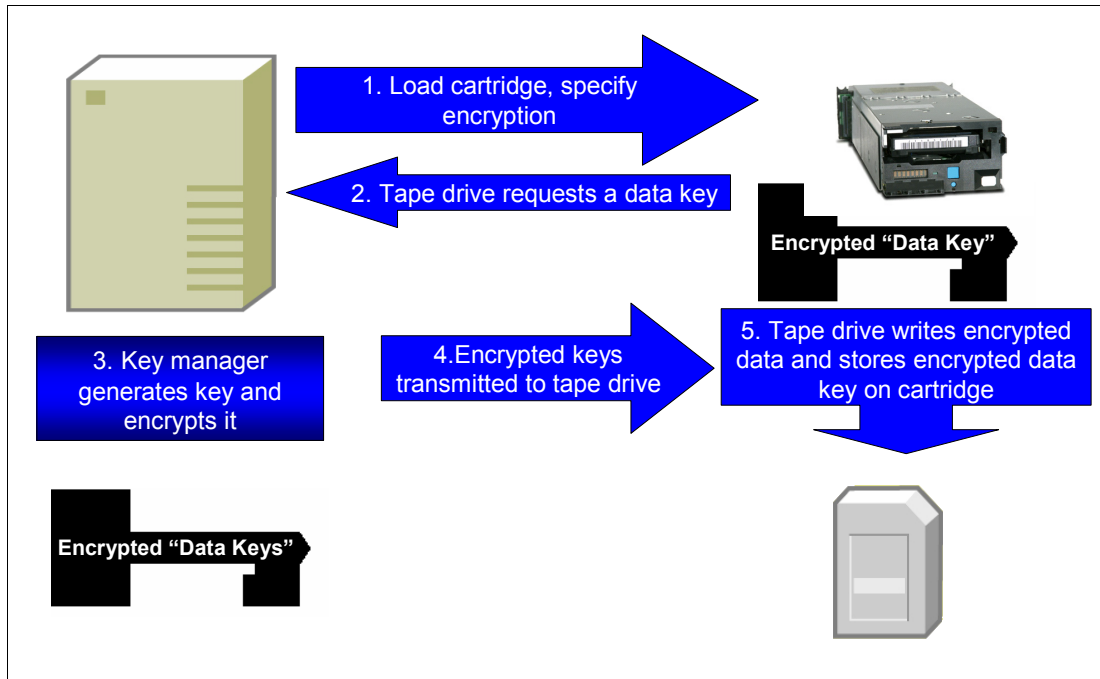 1. Load cartridge, specify
encryption
2. Tape drive requests a data key
Encrypted “Data Key”
3. Key manager
generates key and
encrypts it
4.Encrypted keys
transmitted to tape drive
5. Tape drive writes encrypted
data and stores encrypted data
key on cartridge
Encrypted “Data Keys”